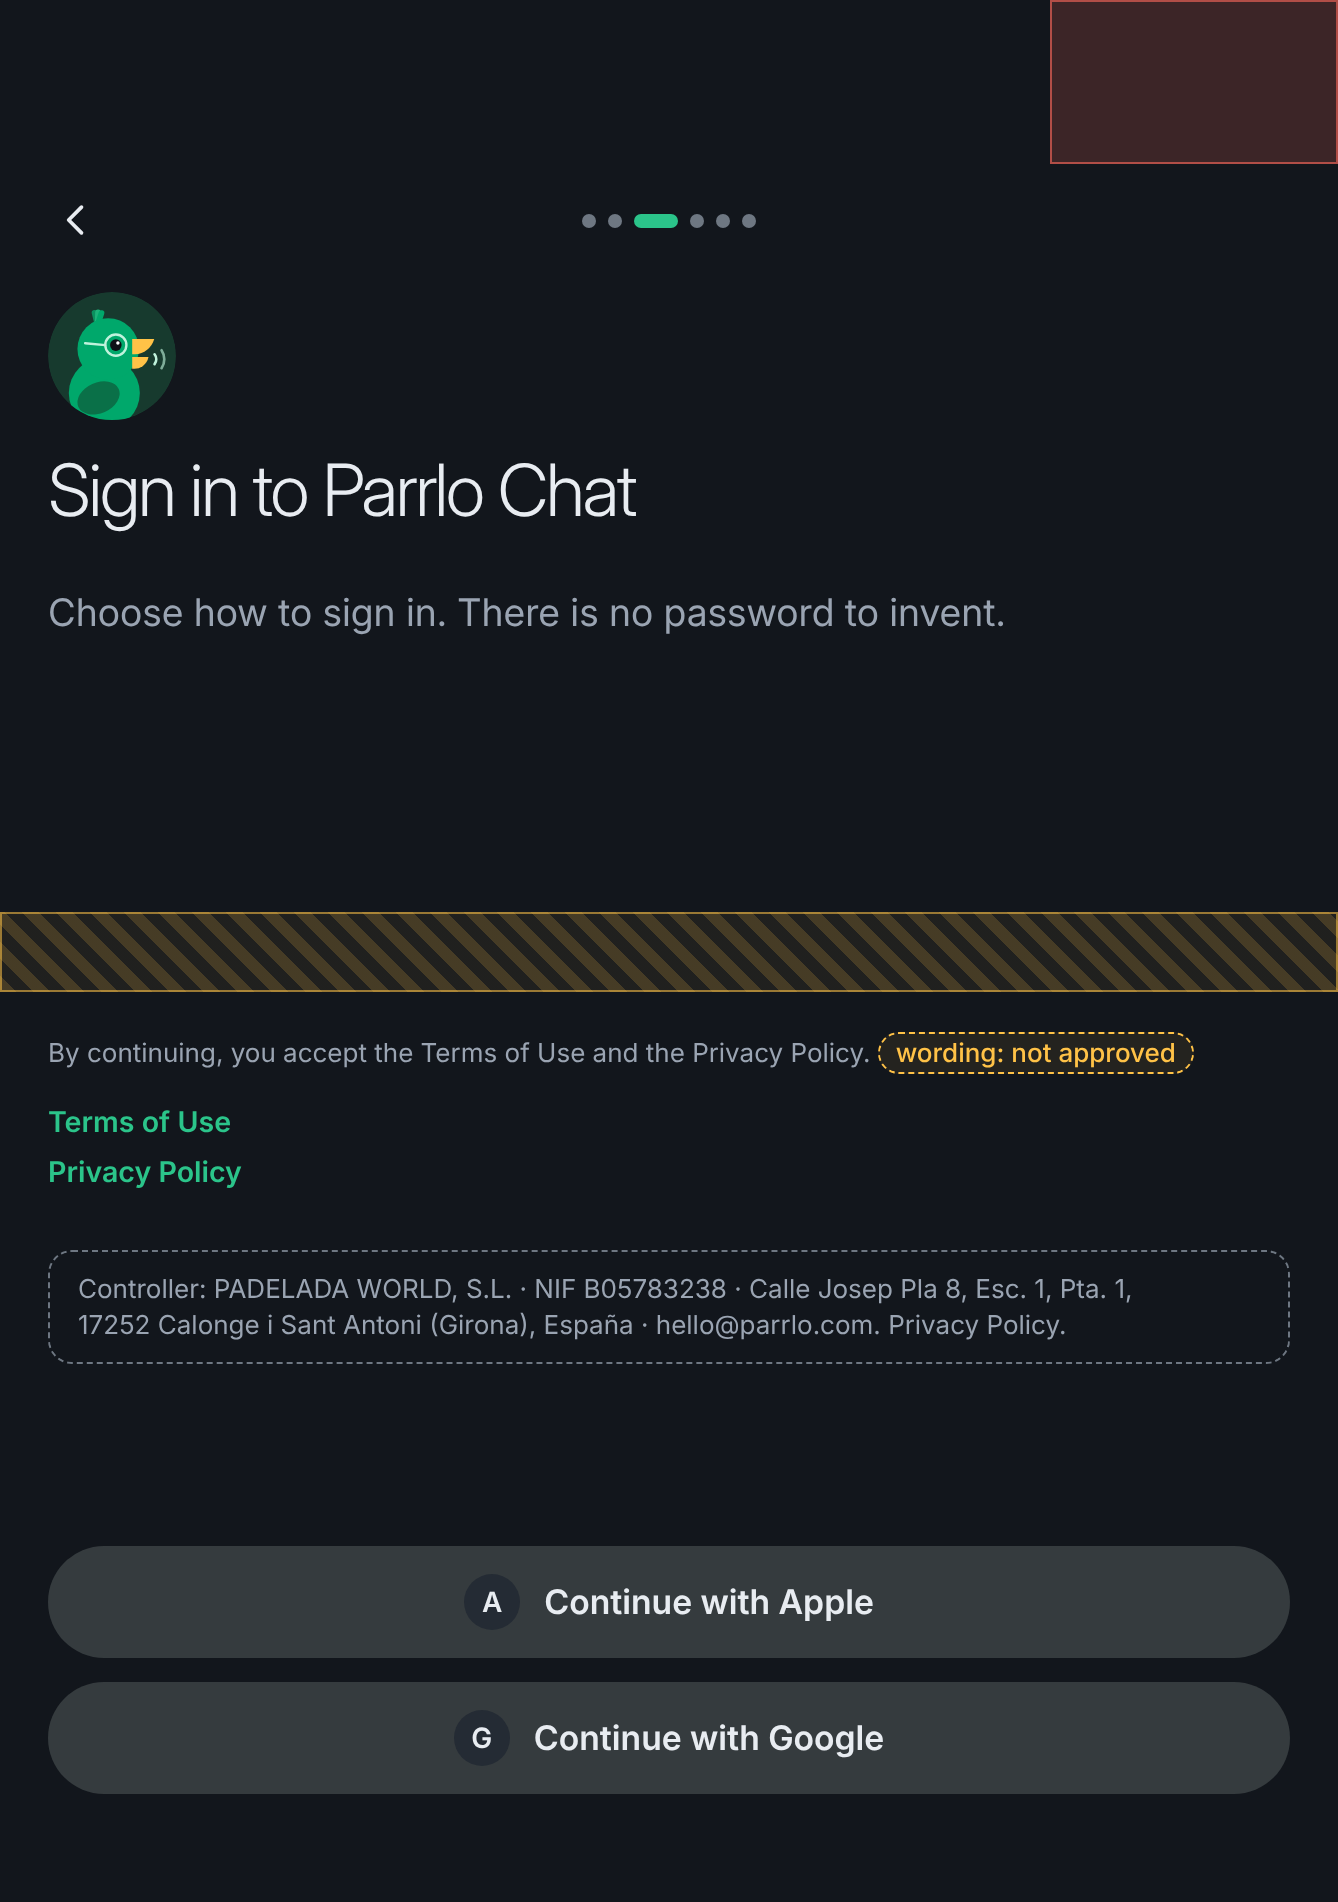 Sign in to Parrlo Chat
Choose how to sign in. There is no password to invent.
By continuing, you accept the Terms of Use and the Privacy Policy. wording: not approved
Terms of Use
Privacy Policy
Controller: PADELADA WORLD, S.L. · NIF B05783238 · Calle Josep Pla 8, Esc. 1, Pta. 1,
17252 Calonge i Sant Antoni (Girona), España · hello@parrlo.com. Privacy Policy.
A Continue with Apple
G Continue with Google